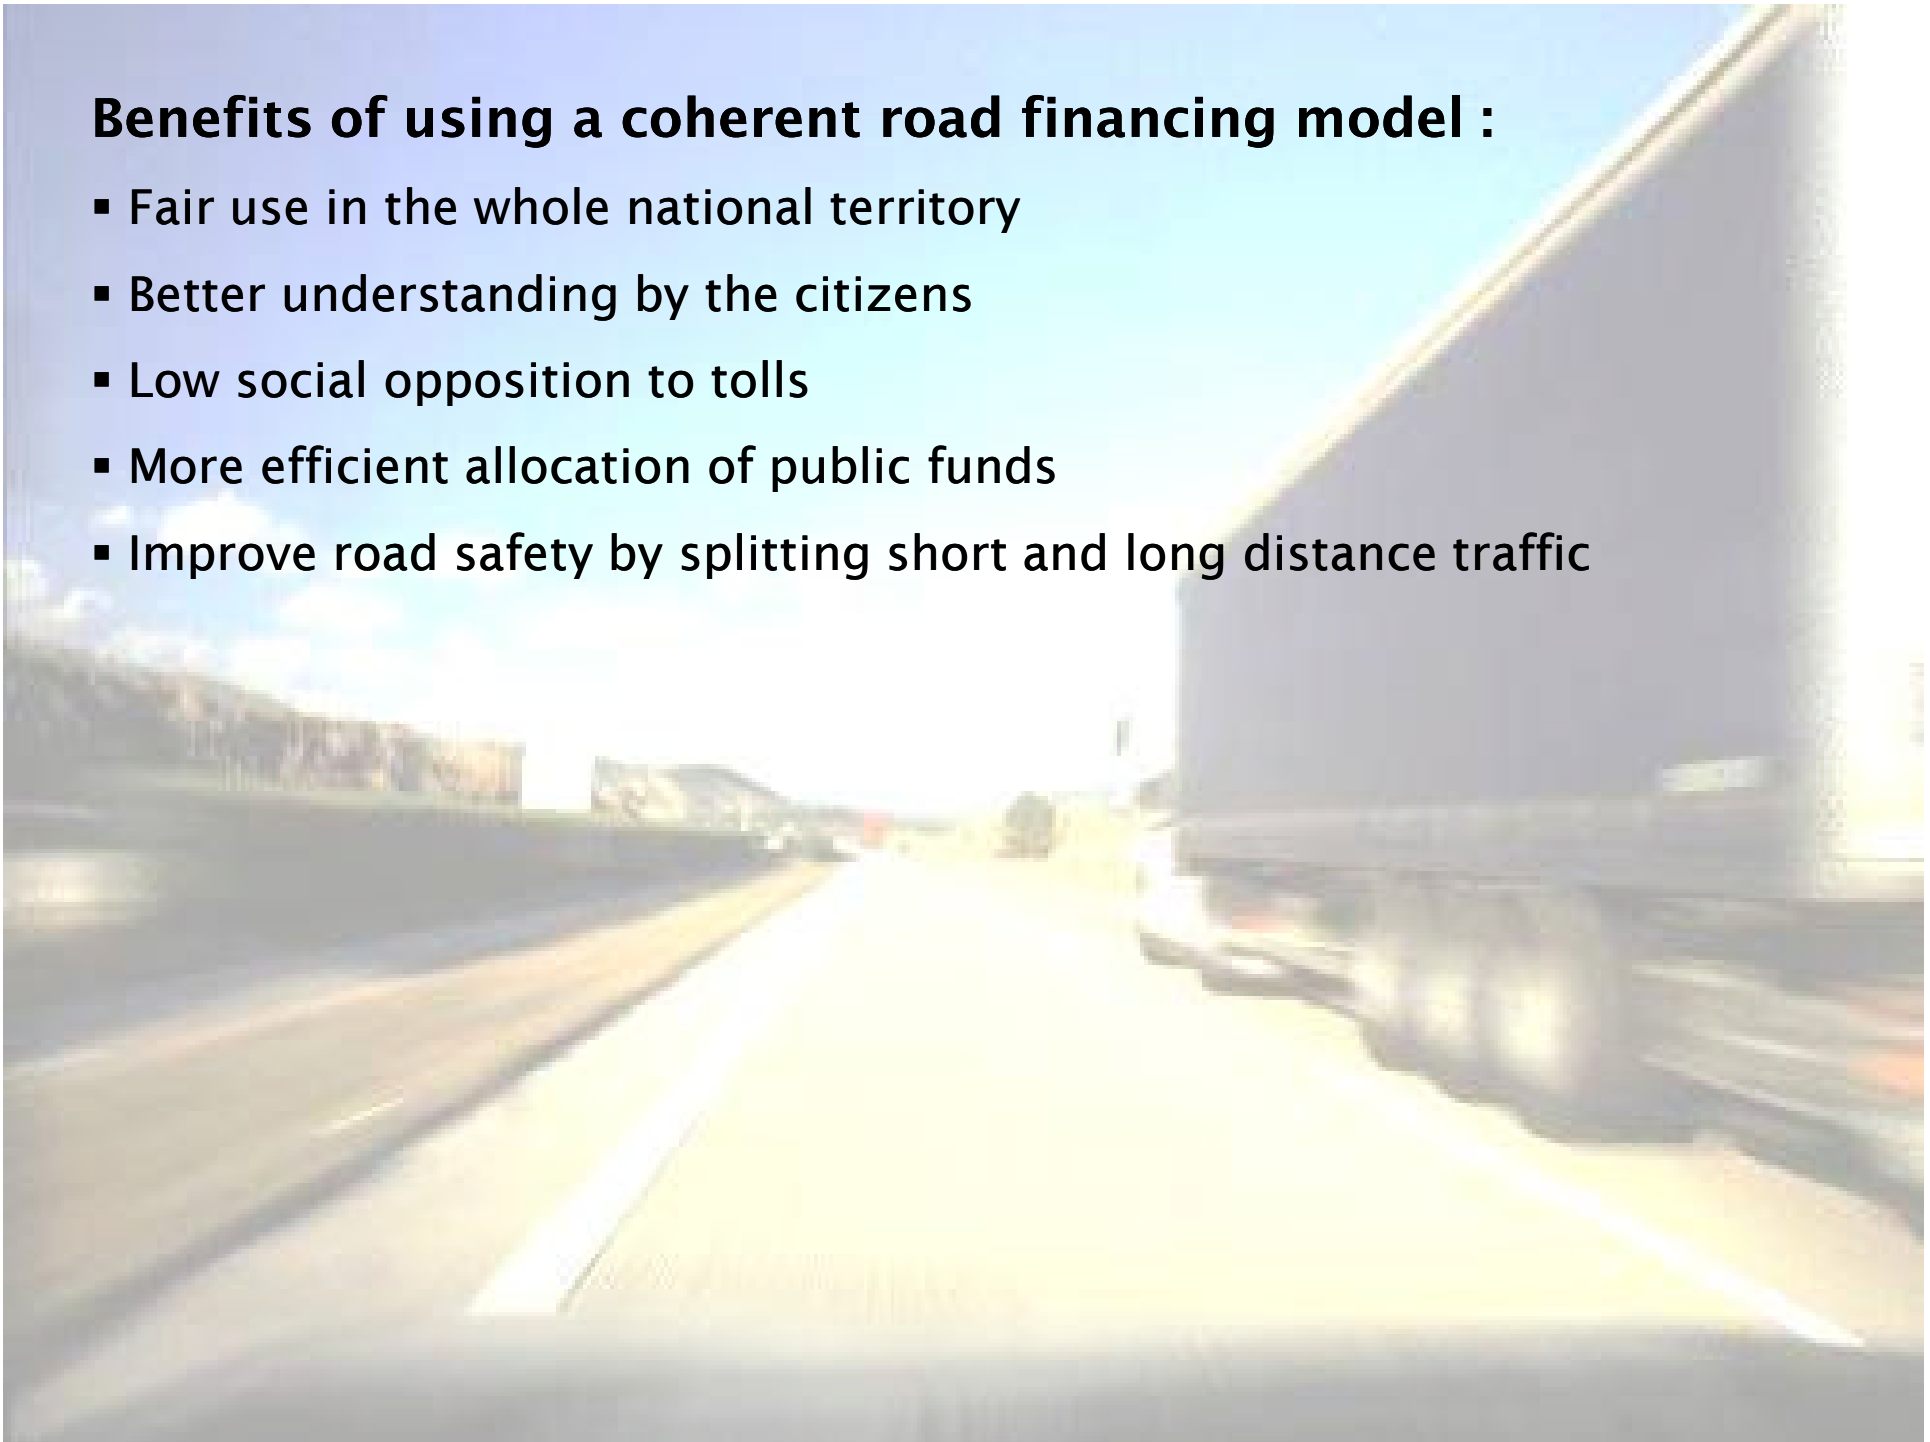 Benefits of using a coherent road financing model :
▪ Fair use in the whole national territory
▪ Better understanding by the citizens
▪ Low social opposition to tolls
▪ More efficient allocation of public funds
▪ Improve road safety by splitting short and long distance traffic